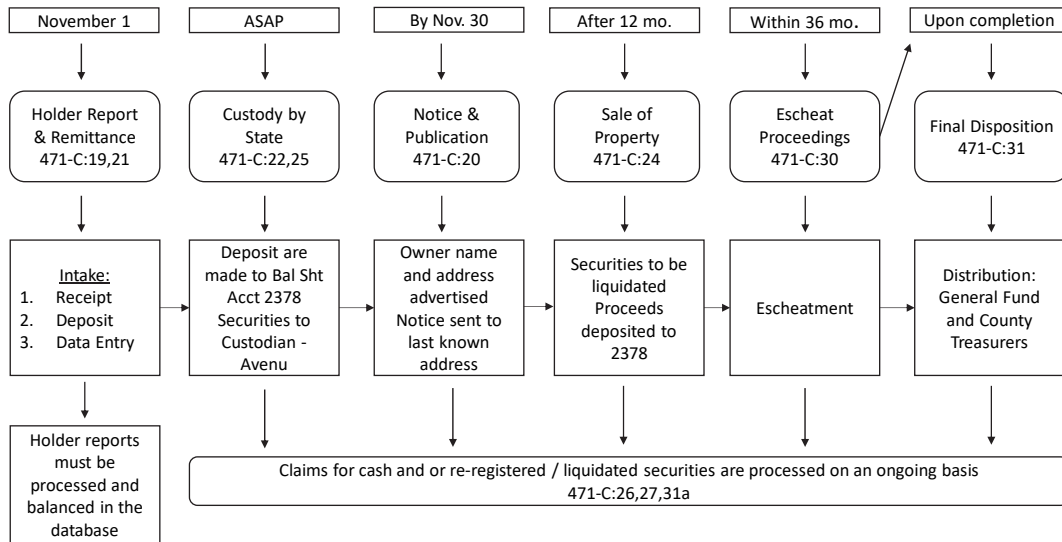 November 1
ASAP
By Nov. 30
After 12 mo.
Within 36 mo.
Upon completion
Holder Report
& Remittance
471-C:19,21
Custody by
State
471-C:22,25
Notice &
Publication
471-C:20
Sale of
Property
471-C:24
Escheat
Proceedings
471-C:30
Final Disposition
471-C:31
Intake:
1. Receipt
2. Deposit
3. Data Entry
Deposit are
made to Bal Sht
Acct 2378
Securities to
Custodian -
Avenu
Owner name
and address
advertised
Notice sent to
last known
address
Securities to be
liquidated
Proceeds
deposited to
2378
Escheatment
Distribution:
General Fund
and County
Treasurers
Holder reports
must be
processed and
balanced in the
database
Claims for cash and or re-registered / liquidated securities are processed on an ongoing basis
471-C:26,27,31a